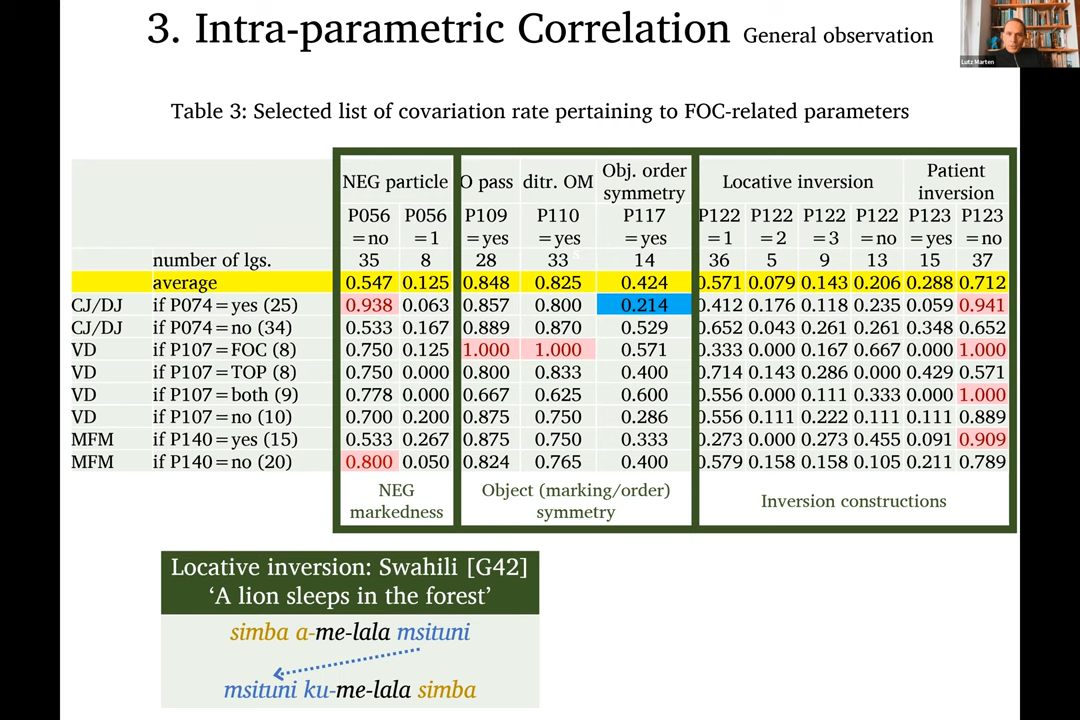 3. Intra-parametric Correlation General observation
Lutz Marten
Table 3: Selected list of covariation rate pertaining to FOC-related parameters
NEG particle O pass ditr. OM Obj. order symmetry Locative inversion Patient inversion
P056 =no P056 =1 P109 =yes P110 =yes P117 =yes P122 =1 P122 =2 P122 =3 P122 =no P123 =yes P123 =no
number of lgs. 35 8 28 33 14 36 5 9 13 15 37
average 0.547 0.125 0.848 0.825 0.424 0.571 0.079 0.143 0.206 0.288 0.712
CJ/DJ if P074=yes (25) 0.938 0.063 0.857 0.800 0.214 0.412 0.176 0.118 0.235 0.059 0.941
CJ/DJ if P074=no (34) 0.533 0.167 0.889 0.870 0.529 0.652 0.043 0.261 0.261 0.348 0.652
VD if P107=FOC (8) 0.750 0.125 1.000 1.000 0.571 0.333 0.000 0.167 0.667 0.000 1.000
VD if P107=TOP (8) 0.750 0.000 0.800 0.833 0.400 0.714 0.143 0.286 0.000 0.429 0.571
VD if P107=both (9) 0.778 0.000 0.667 0.625 0.600 0.556 0.000 0.111 0.333 0.000 1.000
VD if P107=no (10) 0.700 0.200 0.875 0.750 0.286 0.556 0.111 0.222 0.111 0.111 0.889
MFM if P140=yes (15) 0.533 0.267 0.875 0.750 0.333 0.273 0.000 0.273 0.455 0.091 0.909
MFM if P140=no (20) 0.800 0.050 0.824 0.765 0.400 0.579 0.158 0.158 0.105 0.211 0.789
NEG markedness
Object (marking/order) symmetry
Inversion constructions
Locative inversion: Swahili [G42]
‘A lion sleeps in the forest’
simba a-me-lala msituni
msituni ku-me-lala simba